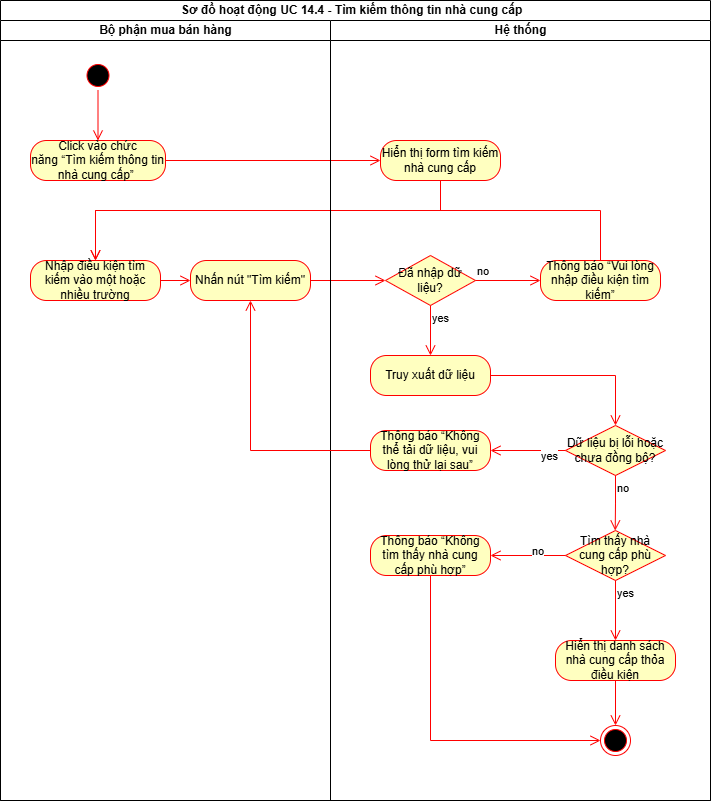 Sơ đồ hoạt động UC 14.4 - Tìm kiếm thông tin nhà cung cấp
Bộ phận mua bán hàng
Hệ thống
Click vào chức
năng “Tìm kiếm thông tin
nhà cung cấp”
Hiển thị form tìm kiếm
nhà cung cấp
Nhập điều kiện tìm
kiếm vào một hoặc
nhiều trường
Nhấn nút "Tìm kiếm"
Đã nhập dữ
liệu?
no
Thông báo “Vui lòng
nhập điều kiện tìm
kiếm”
yes
Truy xuất dữ liệu
Thông báo “Không
thể tải dữ liệu, vui
lòng thử lại sau”
yes
Dữ liệu bị lỗi hoặc
chưa đồng bộ?
no
Thông báo “Không
tìm thấy nhà cung
cấp phù hợp”
no
Tìm thấy nhà
cung cấp phù
hợp?
yes
Hiển thị danh sách
nhà cung cấp thỏa
điều kiện